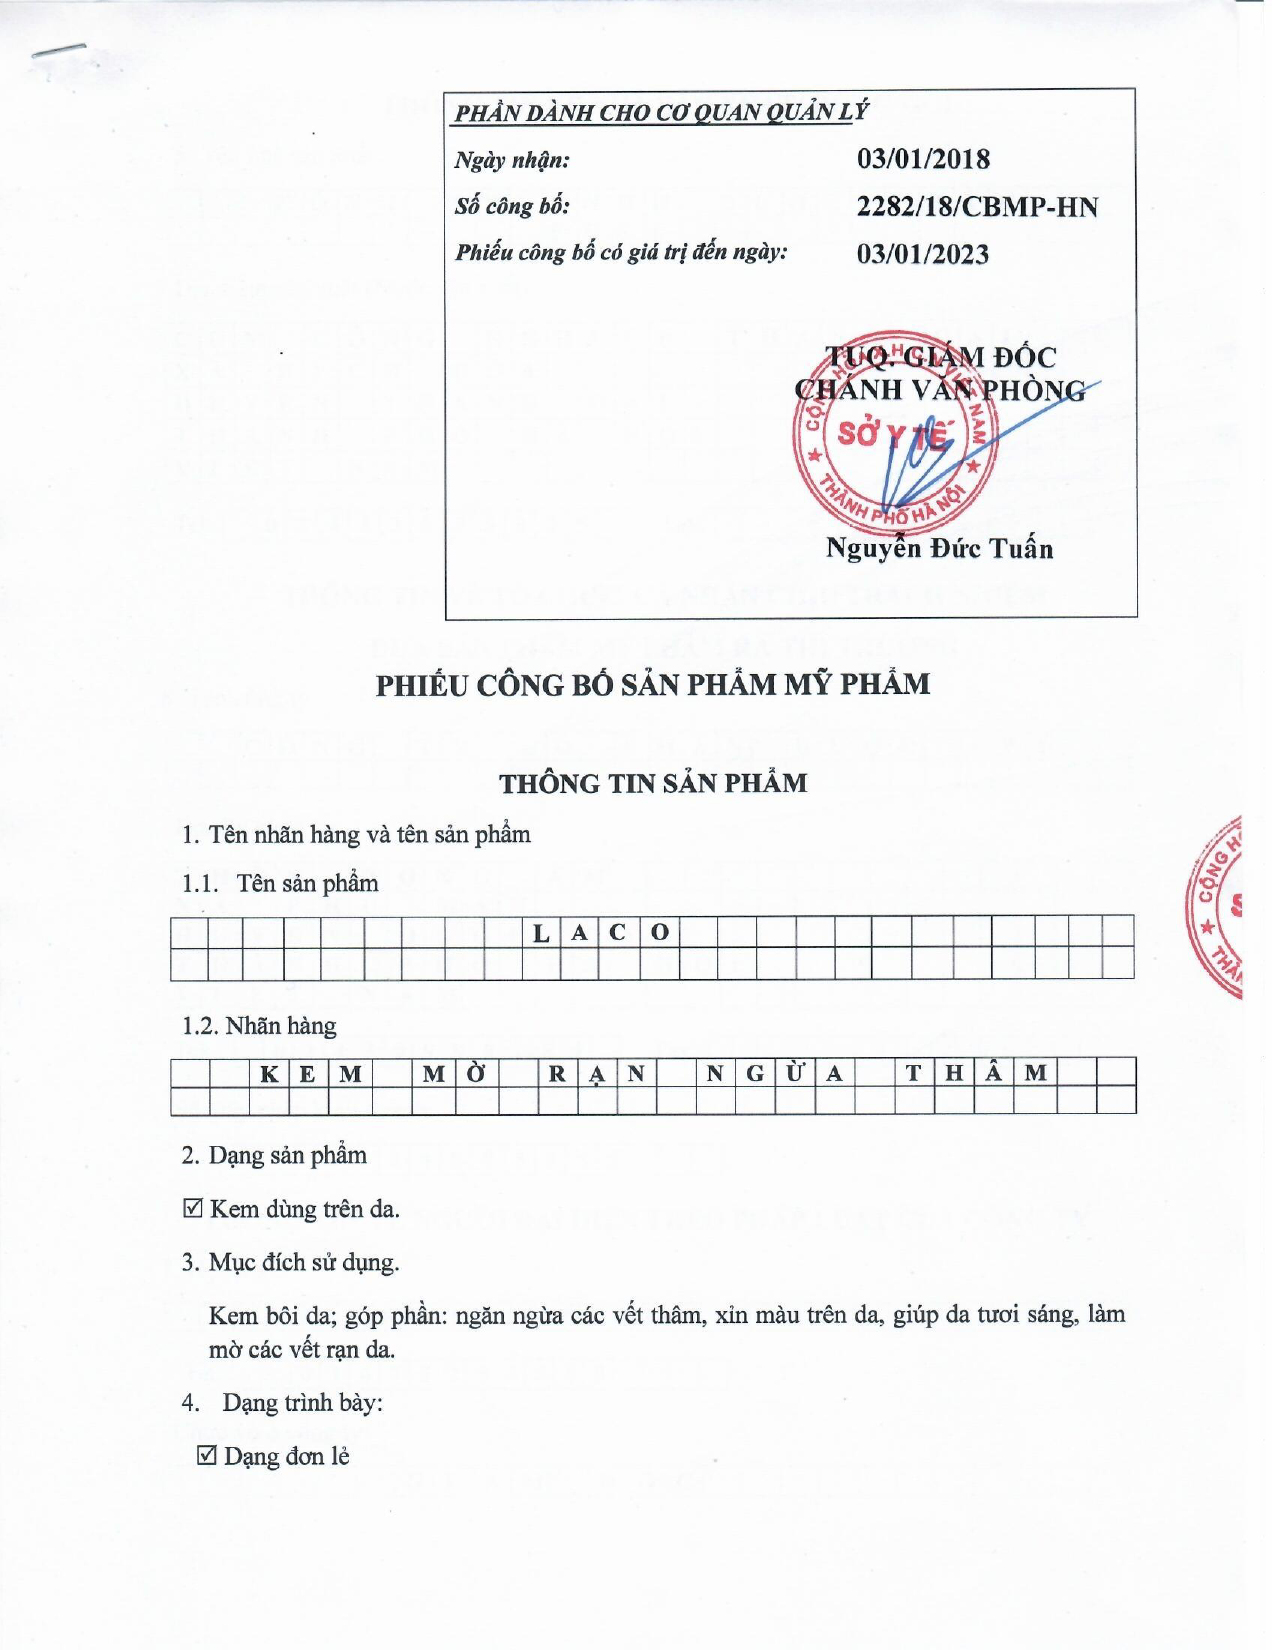 PHẦN DÀNH CHO CƠ QUAN QUẢN LÝ
Ngày nhận: 03/01/2018
Số công bố: 2282/18/CBMP-HN
Phiếu công bố có giá trị đến ngày: 03/01/2023
TUQ. GIÁM ĐỐC
CHÁNH VĂN PHÒNG
CỘNG HÒA X.H.C.N VIỆT NAM
SỞ Y TẾ
THÀNH PHỐ HÀ NỘI
Nguyễn Đức Tuấn
PHIẾU CÔNG BỐ SẢN PHẨM MỸ PHẨM
THÔNG TIN SẢN PHẨM
1. Tên nhãn hàng và tên sản phẩm
1.1. Tên sản phẩm
LACO
1.2. Nhãn hàng
KEM MỜ RẠN NGỪA THÂM
2. Dạng sản phẩm
☑ Kem dùng trên da.
3. Mục đích sử dụng.
Kem bôi da; góp phần: ngăn ngừa các vết thâm, xỉn màu trên da, giúp da tươi sáng, làm
mờ các vết rạn da.
4. Dạng trình bày:
☑ Dạng đơn lẻ